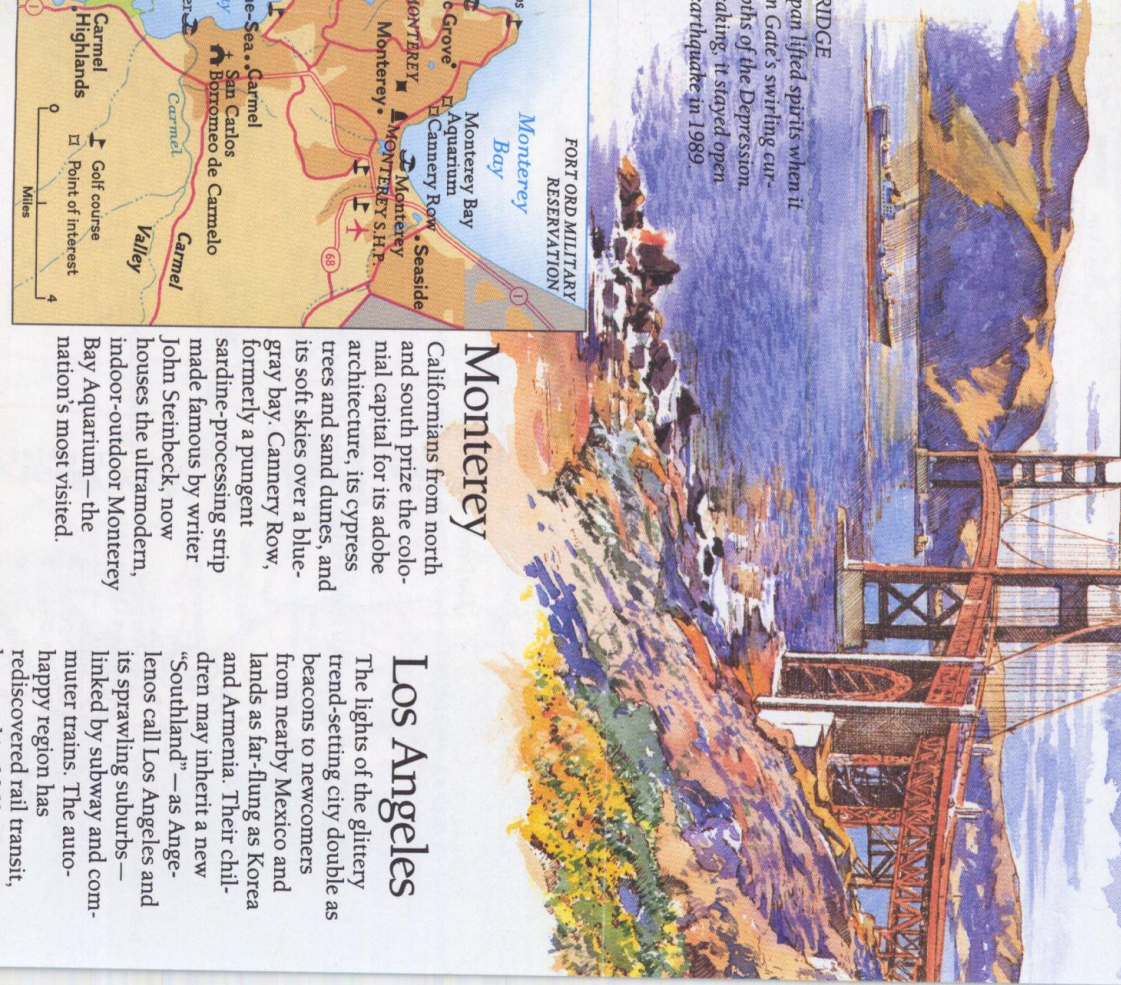 RIDGE
pan lifted spirits when it
n Gate's swirling cur-
ths of the Depression.
aking, it stayed open
arthquake in 1989.
FORT ORD MILITARY
RESERVATION
Monterey
Bay
Monterey Bay
Aquarium
Cannery Row
Grove
MONTEREY
Monterey
MONTEREY S.H.P.
Monterey
Seaside
1
68
e-Sea
Carmel
San Carlos
Borromeo de Carmelo
Carmel
Carmel
Valley
Carmel
Highlands
1
Golf course
Point of interest
0
4
Miles
Monterey
Californians from north
and south prize the colo-
nial capital for its adobe
architecture, its cypress
trees and sand dunes, and
its soft skies over a blue-
gray bay. Cannery Row,
formerly a pungent
sardine-processing strip
made famous by writer
John Steinbeck, now
houses the ultramodern,
indoor-outdoor Monterey
Bay Aquarium—the
nation's most visited.
Los Angeles
The lights of the glittery
trend-setting city double as
beacons to newcomers
from nearby Mexico and
lands as far-flung as Korea
and Armenia. Their chil-
dren may inherit a new
"Southland"—as Ange-
lenos call Los Angeles and
its sprawling suburbs—
linked by subway and com-
muter trains. The auto-
happy region has
rediscovered rail transit,